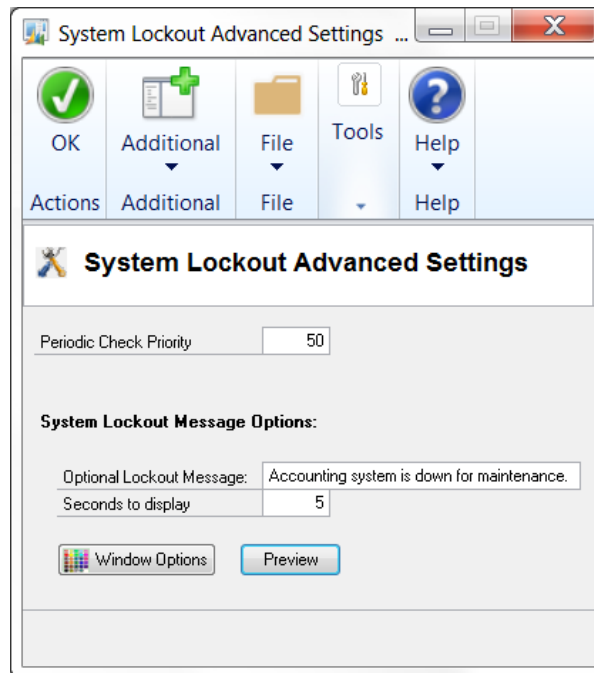 System Lockout Advanced Settings ...
OK Additional File Tools Help
Actions Additional File Help
System Lockout Advanced Settings
Periodic Check Priority 50
System Lockout Message Options:
Optional Lockout Message: Accounting system is down for maintenance.
Seconds to display 5
Window Options Preview